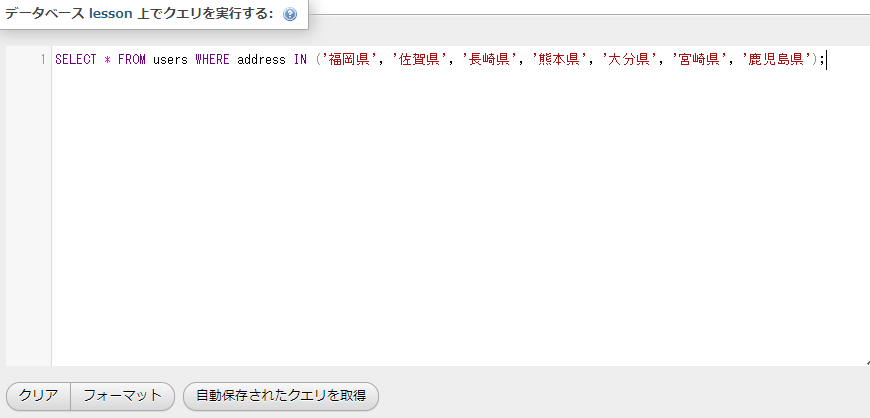 データベース lesson 上でクエリを実行する:
1 SELECT * FROM users WHERE address IN ('福岡県', '佐賀県', '長崎県', '熊本県', '大分県', '宮崎県', '鹿児島県');
クリア フォーマット 自動保存されたクエリを取得